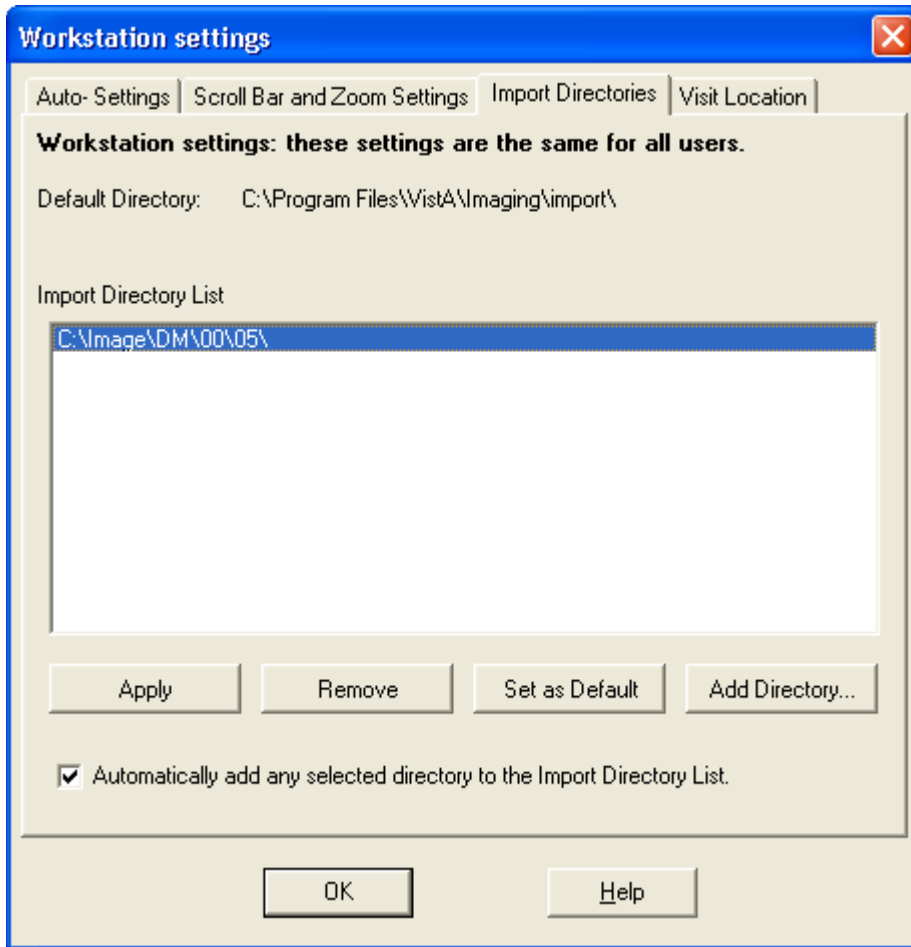 Workstation settings
Auto- Settings Scroll Bar and Zoom Settings Import Directories Visit Location
Workstation settings: these settings are the same for all users.
Default Directory: C:\Program Files\VistA\Imaging\import\
Import Directory List
C:\Image\DM\00\05\
Apply Remove Set as Default Add Directory...
Automatically add any selected directory to the Import Directory List.
OK Help